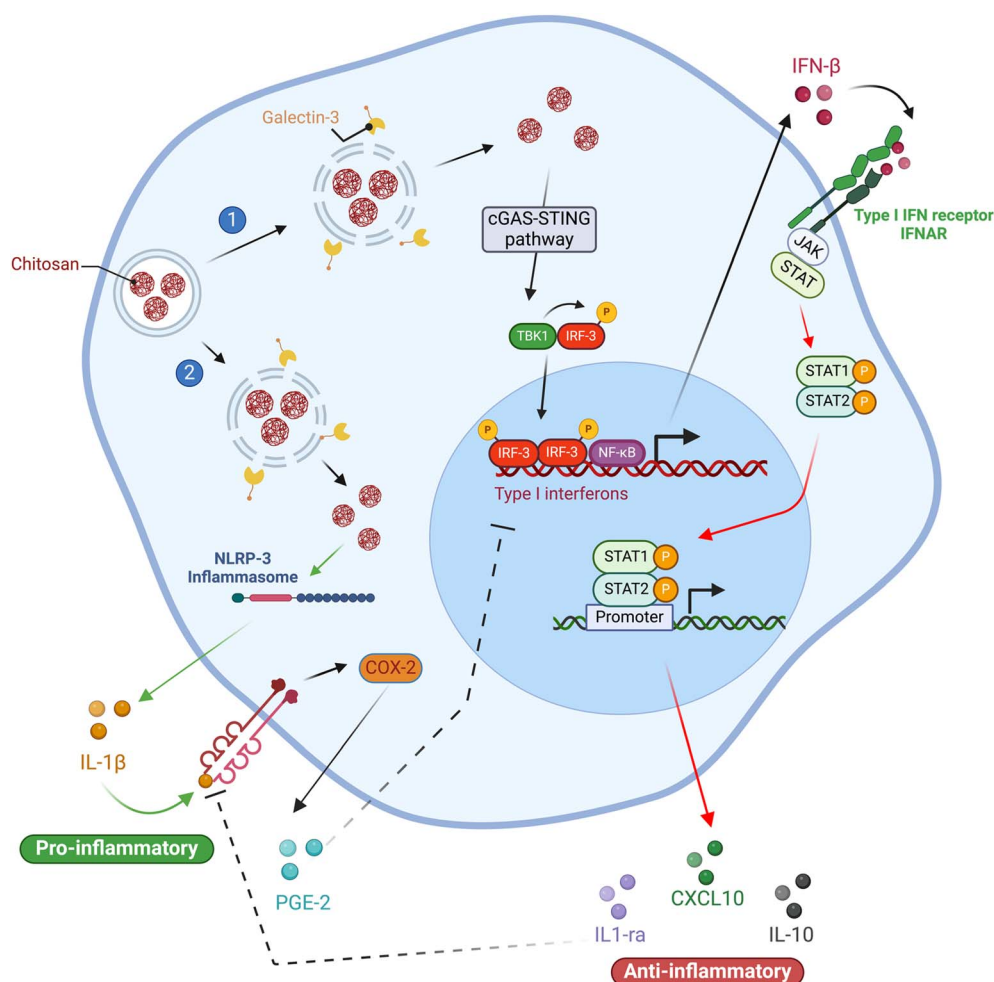 IFN-β
Galectin-3
1
cGAS-STING
pathway
Type I IFN receptor
IFNAR
JAK
STAT
Chitosan
P
TBK1
IRF-3
2
STAT1
P
STAT2
P
P
P
IRF-3
IRF-3
NF-κB
Type I interferons
NLRP-3
Inflammasome
STAT1
P
STAT2
P
Promoter
COX-2
IL-1β
Pro-inflammatory
PGE-2
CXCL10
IL1-ra
IL-10
Anti-inflammatory